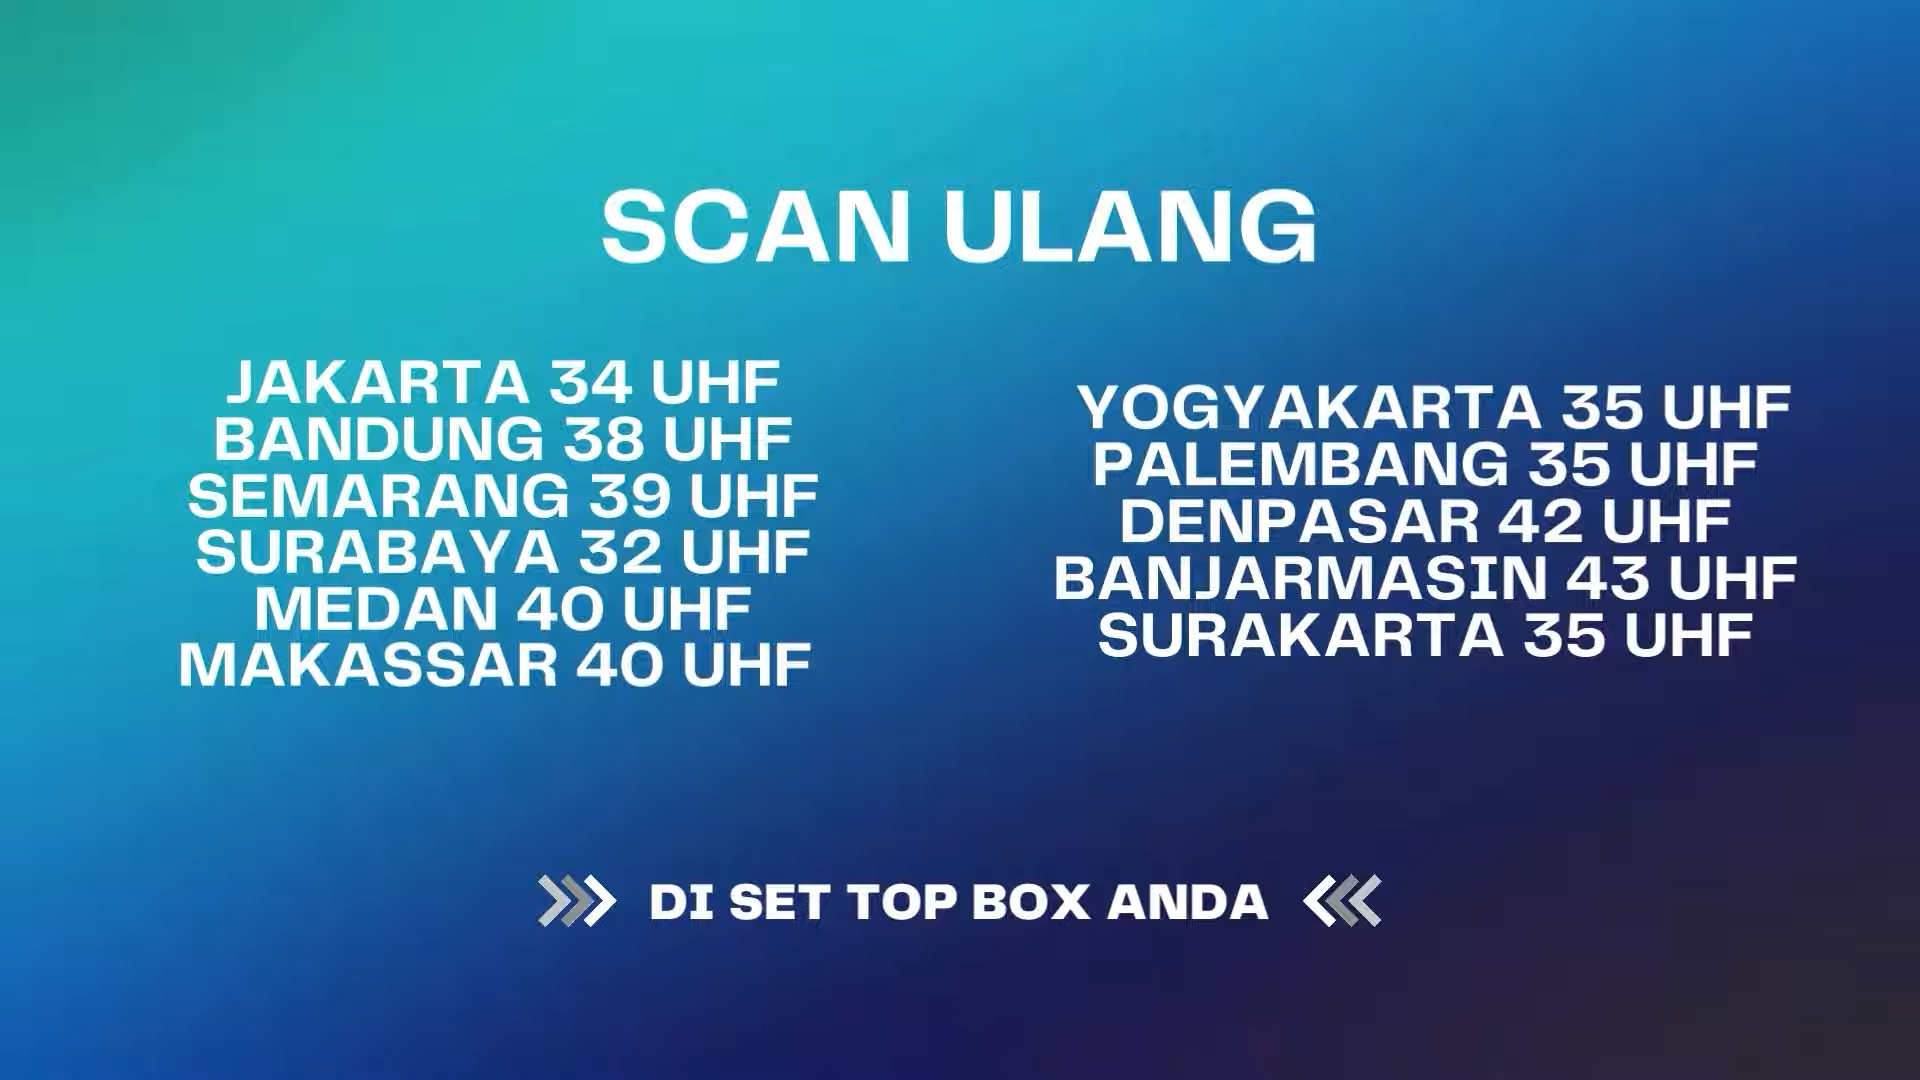 SCAN ULANG
JAKARTA 34 UHF
BANDUNG 38 UHF
SEMARANG 39 UHF
SURABAYA 32 UHF
MEDAN 40 UHF
MAKASSAR 40 UHF
YOGYAKARTA 35 UHF
PALEMBANG 35 UHF
DENPASAR 42 UHF
BANJARMASIN 43 UHF
SURAKARTA 35 UHF
DI SET TOP BOX ANDA